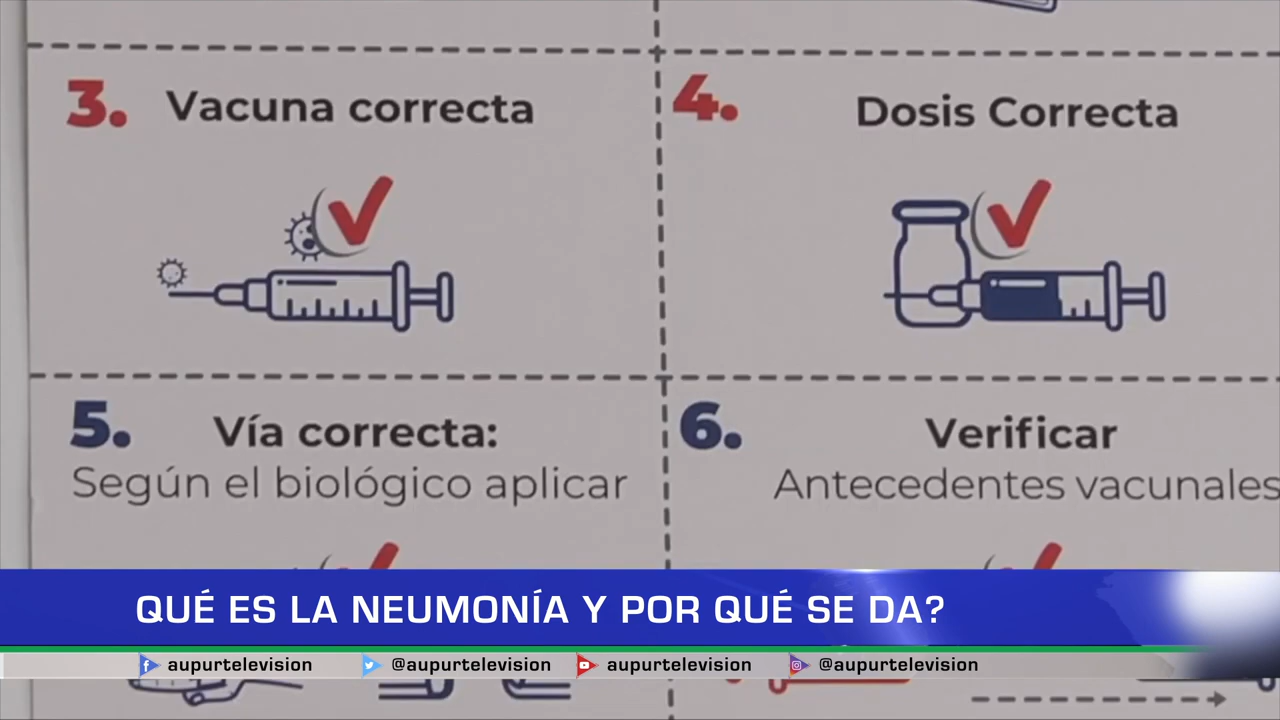 3. Vacuna correcta
4. Dosis Correcta
5. Vía correcta:
Según el biológico aplicar
6. Verificar
Antecedentes vacunales
QUÉ ES LA NEUMONÍA Y POR QUÉ SE DA?
aupurtelevision @aupurtelevision aupurtelevision @aupurtelevision